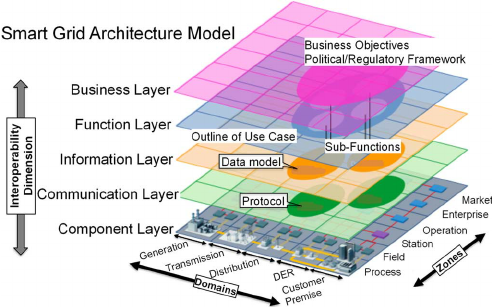 Smart Grid Architecture Model
Business Objectives
Political/Regulatory Framework
Business Layer
Function Layer
Outline of Use Case
Sub-Functions
Information Layer
Data model
Communication Layer
Protocol
Component Layer
Interoperability
Dimension
Generation
Transmission
Distribution
DER
Customer
Premise
Domains
Market
Enterprise
Operation
Station
Field
Process
Zones